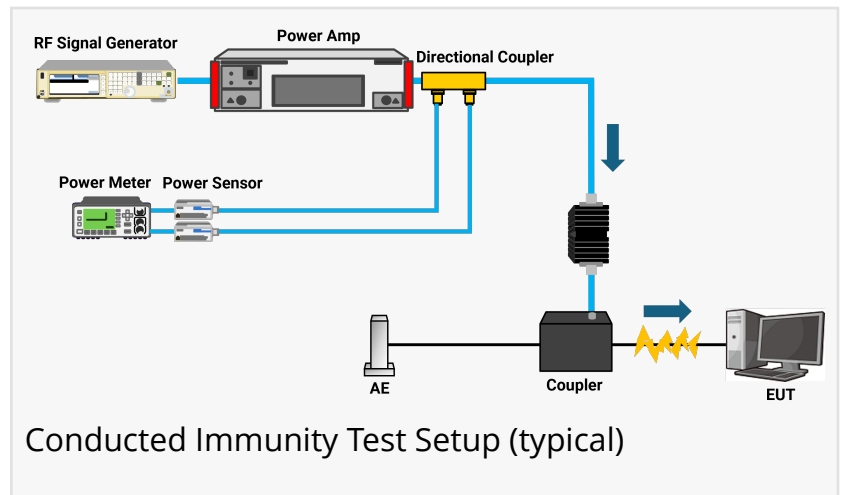 RF Signal Generator
Power Amp
Directional Coupler
Power Meter
Power Sensor
AE
Coupler
EUT
Conducted Immunity Test Setup (typical)